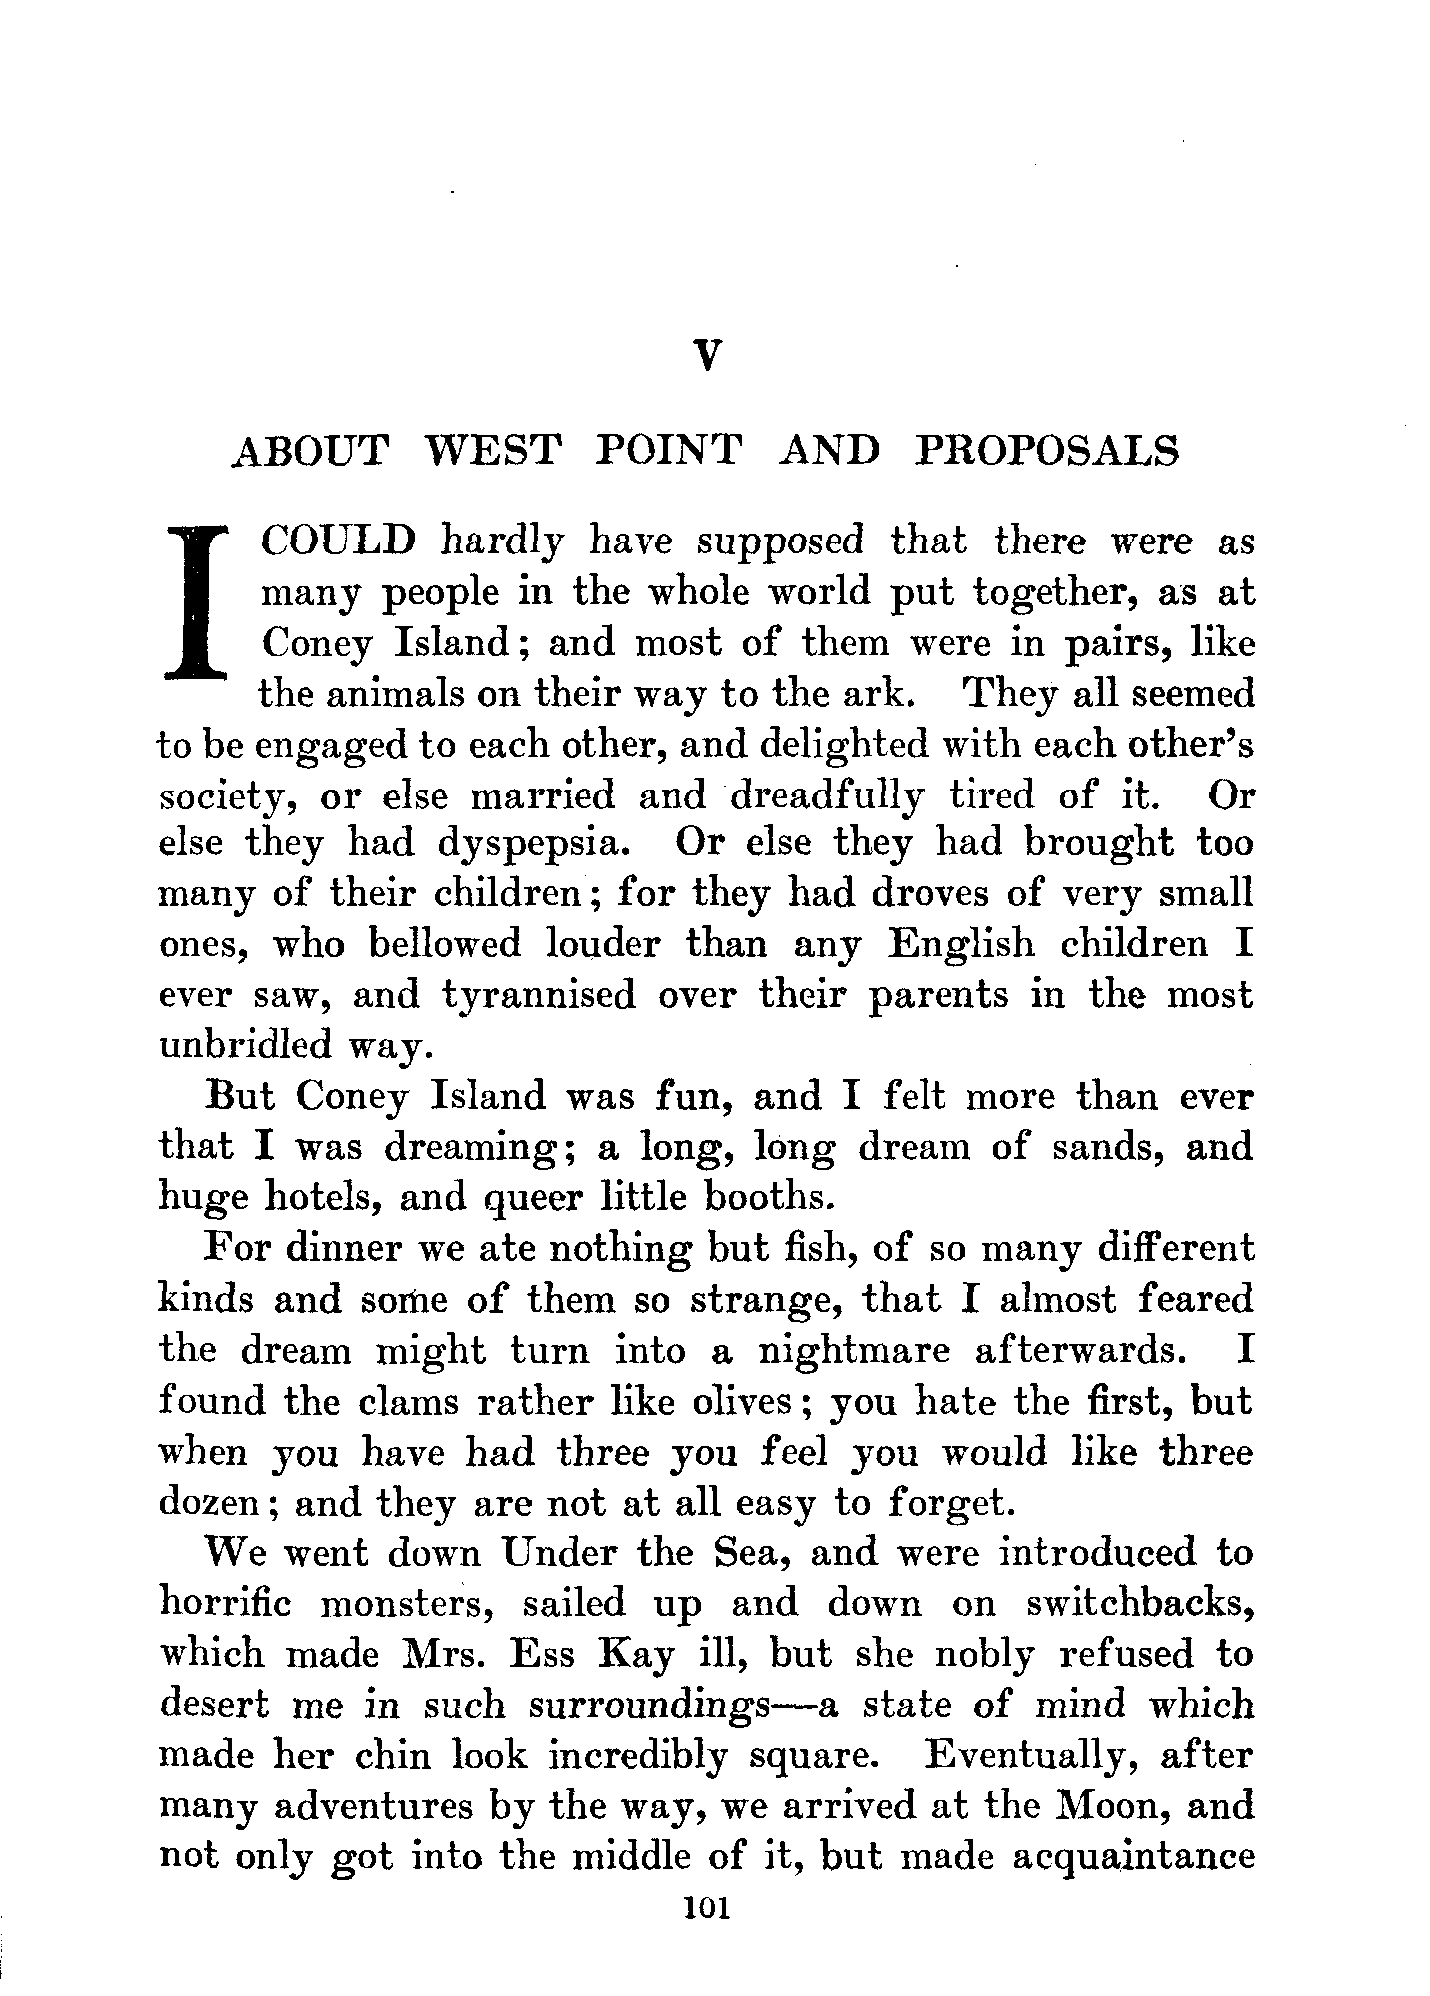 V
ABOUT WEST POINT AND PROPOSALS
I COULD hardly have supposed that there were as
many people in the whole world put together, as at
Coney Island; and most of them were in pairs, like
the animals on their way to the ark. They all seemed
to be engaged to each other, and delighted with each other's
society, or else married and dreadfully tired of it. Or
else they had dyspepsia. Or else they had brought too
many of their children; for they had droves of very small
ones, who bellowed louder than any English children I
ever saw, and tyrannised over their parents in the most
unbridled way.
But Coney Island was fun, and I felt more than ever
that I was dreaming; a long, long dream of sands, and
huge hotels, and queer little booths.
For dinner we ate nothing but fish, of so many different
kinds and some of them so strange, that I almost feared
the dream might turn into a nightmare afterwards. I
found the clams rather like olives; you hate the first, but
when you have had three you feel you would like three
dozen; and they are not at all easy to forget.
We went down Under the Sea, and were introduced to
horrific monsters, sailed up and down on switchbacks,
which made Mrs. Ess Kay ill, but she nobly refused to
desert me in such surroundings—a state of mind which
made her chin look incredibly square. Eventually, after
many adventures by the way, we arrived at the Moon, and
not only got into the middle of it, but made acquaintance
101